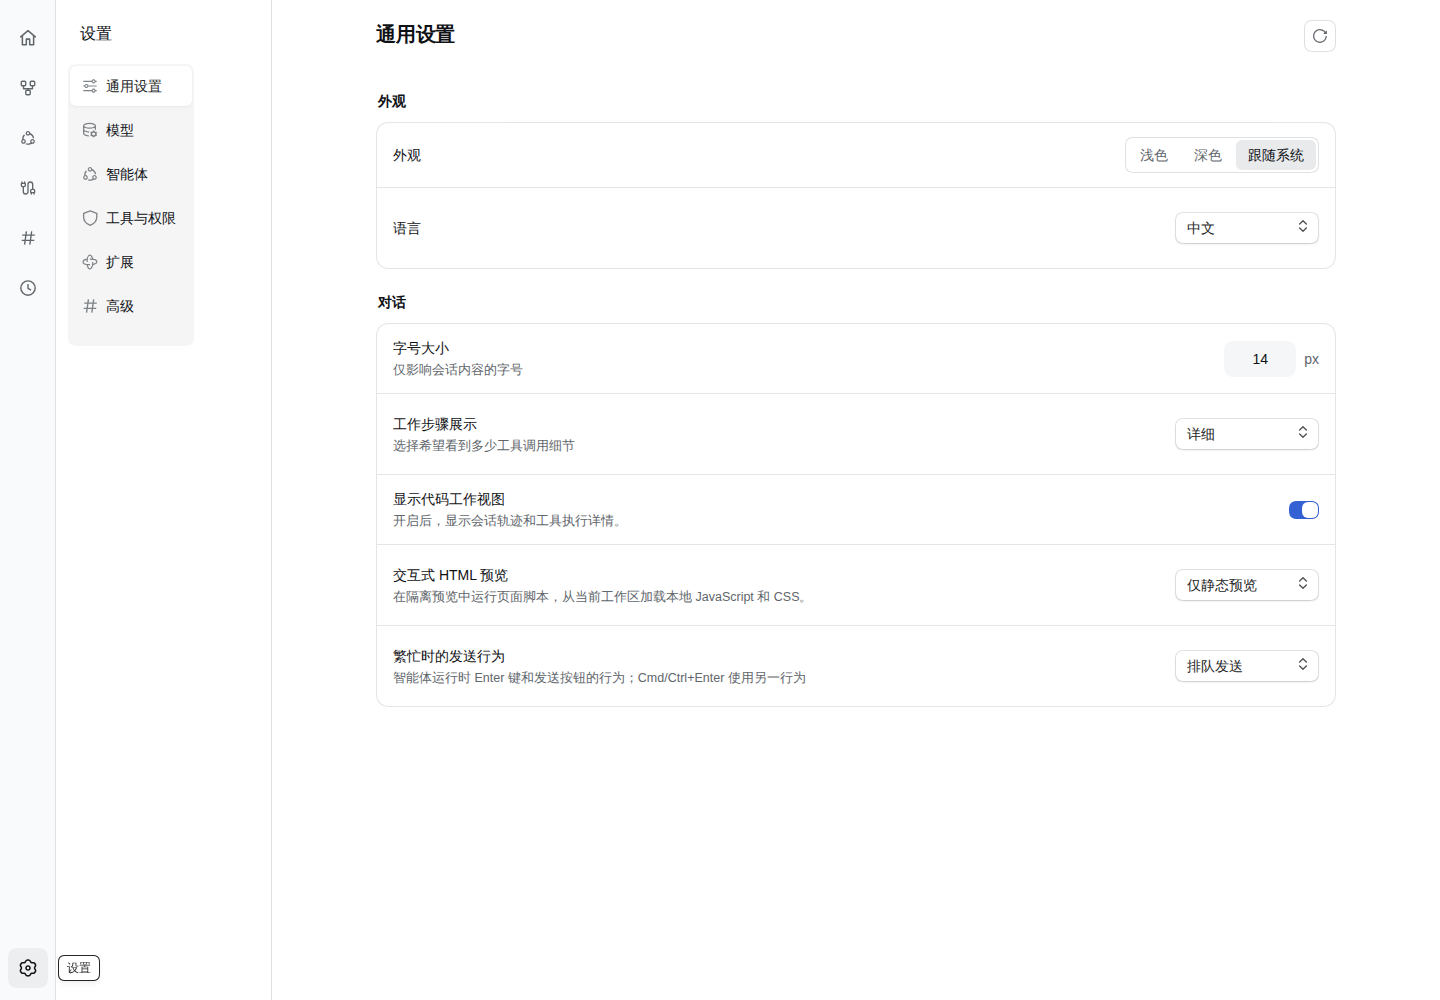 设置
通用设置
模型
智能体
工具与权限
扩展
高级
设置
通用设置
外观
外观
浅色 深色 跟随系统
语言
中文
对话
字号大小
仅影响会话内容的字号
14 px
工作步骤展示
选择希望看到多少工具调用细节
详细
显示代码工作视图
开启后，显示会话轨迹和工具执行详情。
交互式 HTML 预览
在隔离预览中运行页面脚本，从当前工作区加载本地 JavaScript 和 CSS。
仅静态预览
繁忙时的发送行为
智能体运行时 Enter 键和发送按钮的行为；Cmd/Ctrl+Enter 使用另一行为
排队发送